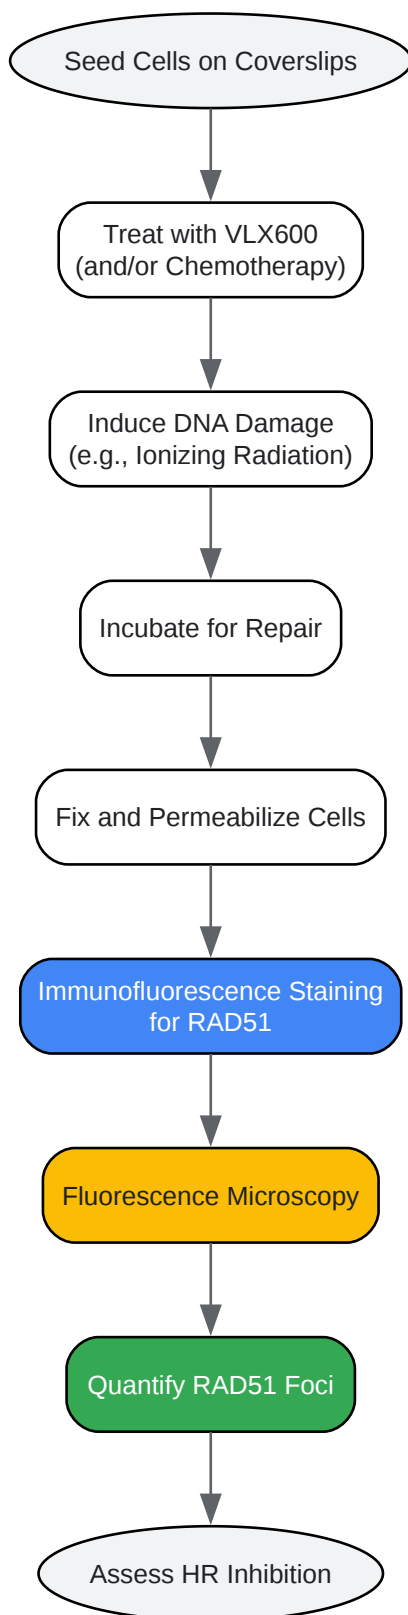 Seed Cells on Coverslips
Treat with VLX600
(and/or Chemotherapy)
Induce DNA Damage
(e.g., Ionizing Radiation)
Incubate for Repair
Fix and Permeabilize Cells
Immunofluorescence Staining
for RAD51
Fluorescence Microscopy
Quantify RAD51 Foci
Assess HR Inhibition